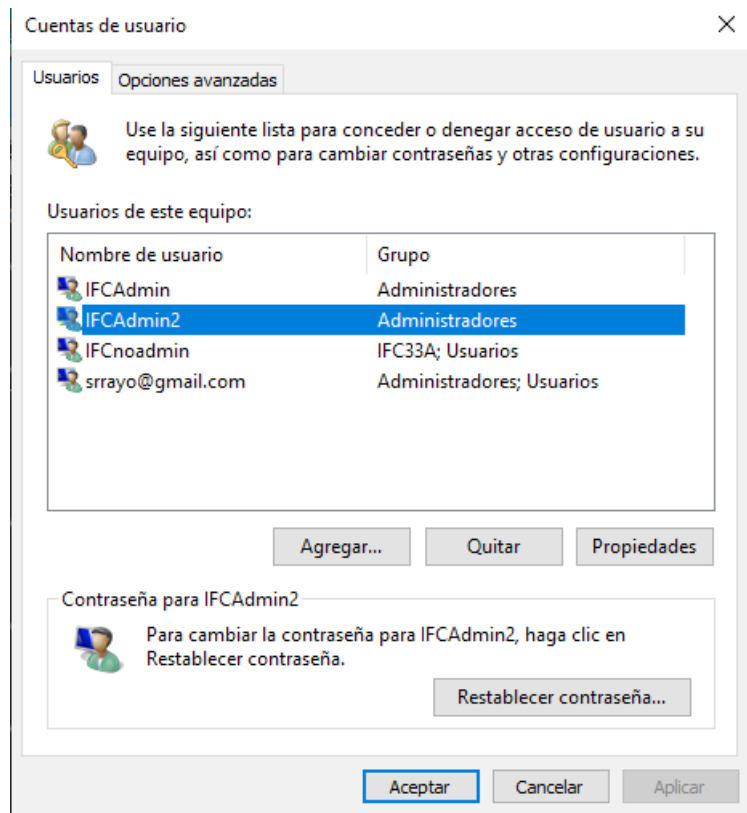 Cuentas de usuario
Usuarios
Opciones avanzadas
Use la siguiente lista para conceder o denegar acceso de usuario a su
equipo, así como para cambiar contraseñas y otras configuraciones.
Usuarios de este equipo:
Nombre de usuario Grupo
IFCAdmin Administradores
IFCAdmin2 Administradores
IFCnoadmin IFC33A; Usuarios
srrayo@gmail.com Administradores; Usuarios
Agregar... Quitar Propiedades
Contraseña para IFCAdmin2
Para cambiar la contraseña para IFCAdmin2, haga clic en
Restablecer contraseña.
Restablecer contraseña...
Aceptar Cancelar Aplicar